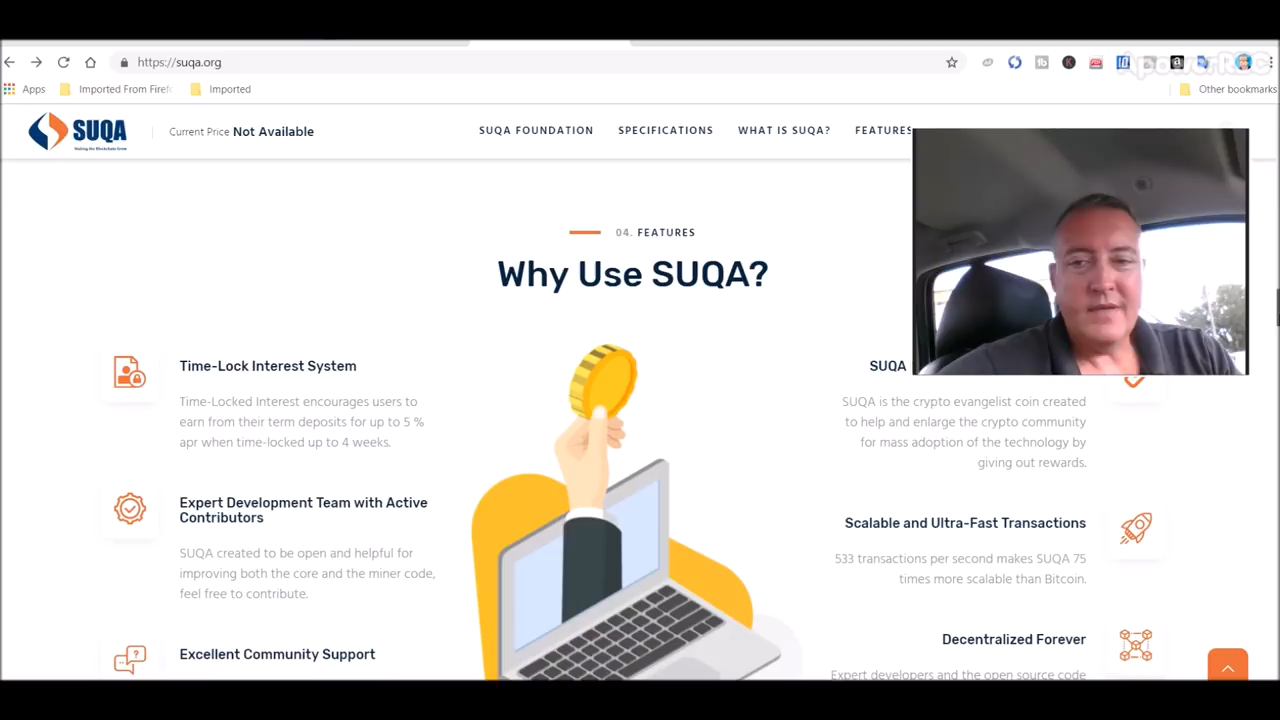 https://suqa.org
ApowerREC
Apps
Imported From Firef
Imported
Other bookmarks
SUQA
Making the Blockchain Grow
Current Price Not Available
SUQA FOUNDATION
SPECIFICATIONS
WHAT IS SUQA?
FEATURES
04. FEATURES
Why Use SUQA?
Time-Lock Interest System
Time-Locked Interest encourages users to
earn from their term deposits for up to 5 %
apr when time-locked up to 4 weeks.
Expert Development Team with Active
Contributors
SUQA created to be open and helpful for
improving both the core and the miner code,
feel free to contribute.
Excellent Community Support
SUQA
SUQA is the crypto evangelist coin created
to help and enlarge the crypto community
for mass adoption of the technology by
giving out rewards.
Scalable and Ultra-Fast Transactions
533 transactions per second makes SUQA 75
times more scalable than Bitcoin.
Decentralized Forever
Expert developers and the open source code